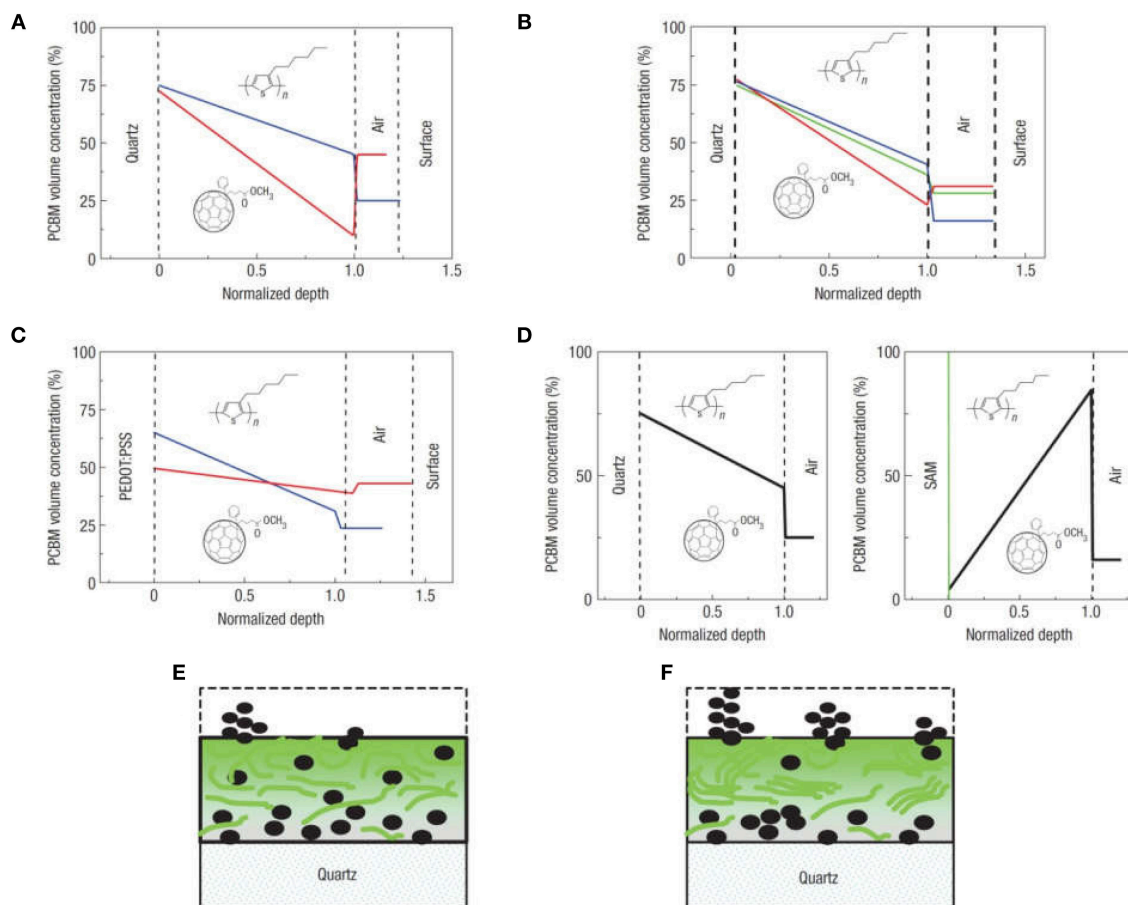 A
PCBM volume concentration (%)
100
75
50
25
0
Quartz
Air
Surface
S
n
OCH3
O
0
0.5
1.0
1.5
Normalized depth
B
PCBM volume concentration (%)
100
75
50
25
0
Quartz
Air
Surface
S
n
OCH3
O
0
0.5
1.0
1.5
Normalized depth
C
PCBM volume concentration (%)
100
75
50
25
0
PEDOT:PSS
Air
Surface
S
n
OCH3
O
0
0.5
1.0
1.5
Normalized depth
D
PCBM volume concentration (%)
100
50
0
Quartz
Air
S
n
OCH3
O
0
0.5
1.0
Normalized depth
PCBM volume concentration (%)
100
50
0
SAM
Air
S
n
OCH3
O
0
0.5
1.0
Normalized depth
E
Quartz
F
Quartz